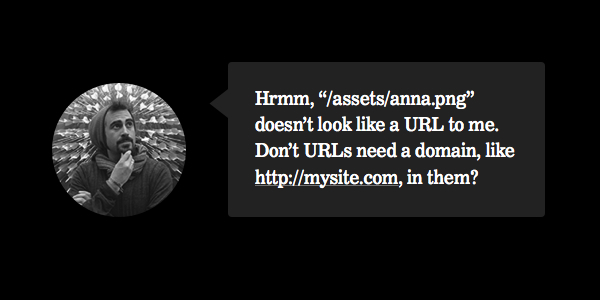 Hrmm, “/assets/anna.png”
doesn’t look like a URL to me.
Don’t URLs need a domain, like
http://mysite.com, in them?